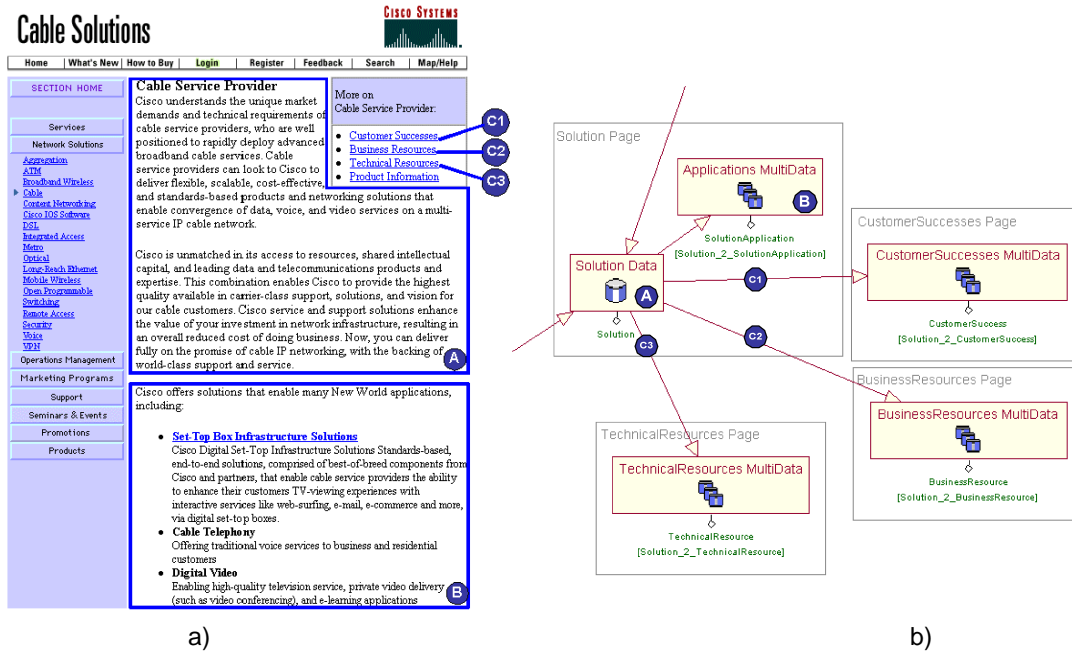 Cable Solutions
CISCO SYSTEMS
Home | What's New | How to Buy | Login | Register | Feedback | Search | Map/Help
SECTION HOME
Services
Network Solutions
Aggregation
ATM
Broadband Wireless
Cable
Content Networking
Cisco IOS Software
DSL
Integrated Access
Metro
Optical
Long-Reach Ethernet
Mobile Wireless
Open Programmable
Switching
Remote Access
Security
Voice
VPN
Operations Management
Marketing Programs
Support
Seminars & Events
Promotions
Products
Cable Service Provider
Cisco understands the unique market
demands and technical requirements of
cable service providers, who are well
positioned to rapidly deploy advanced
broadband cable services. Cable
service providers can look to Cisco to
deliver flexible, scalable, cost-effective,
and standards-based products and networking solutions that
enable convergence of data, voice, and video services on a multi-
service IP cable network.
More on
Cable Service Provider:
• Customer Successes
• Business Resources
• Technical Resources
• Product Information
C1
C2
C3
Cisco is unmatched in its access to resources, shared intellectual
capital, and leading data and telecommunications products and
expertise. This combination enables Cisco to provide the highest
quality available in carrier-class support, solutions, and vision for
our cable customers. Cisco service and support solutions enhance
the value of your investment in network infrastructure, resulting in
an overall reduced cost of doing business. Now, you can deliver
fully on the promise of cable IP networking, with the backing of
world-class support and service.
A
Cisco offers solutions that enable many New World applications,
including:
• Set-Top Box Infrastructure Solutions
Cisco Digital Set-Top Infrastructure Solutions Standards-based,
end-to-end solutions, comprised of best-of-breed components from
Cisco and partners, that enable cable service providers the ability
to enhance their customers TV-viewing experiences with
interactive services like web-surfing, e-mail, e-commerce and more,
via digital set-top boxes.
• Cable Telephony
Offering traditional voice services to business and residential
customers
• Digital Video
Enabling high-quality television service, private video delivery
(such as video conferencing), and e-learning applications
B
a)
Solution Page
Applications MultiData
B
SolutionApplication
[Solution_2_SolutionApplication]
Solution Data
A
Solution
C1
C2
C3
CustomerSuccesses Page
CustomerSuccesses MultiData
CustomerSuccess
[Solution_2_CustomerSuccess]
BusinessResources Page
BusinessResources MultiData
BusinessResource
[Solution_2_BusinessResource]
TechnicalResources Page
TechnicalResources MultiData
TechnicalResource
[Solution_2_TechnicalResource]
b)